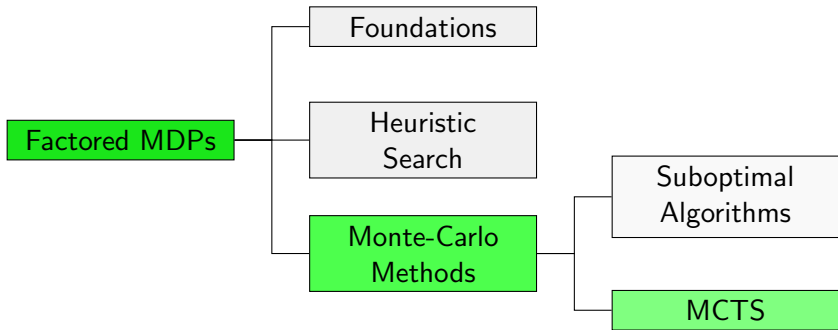 Foundations
Factored MDPs
Heuristic
Search
Monte-Carlo
Methods
Suboptimal
Algorithms
MCTS